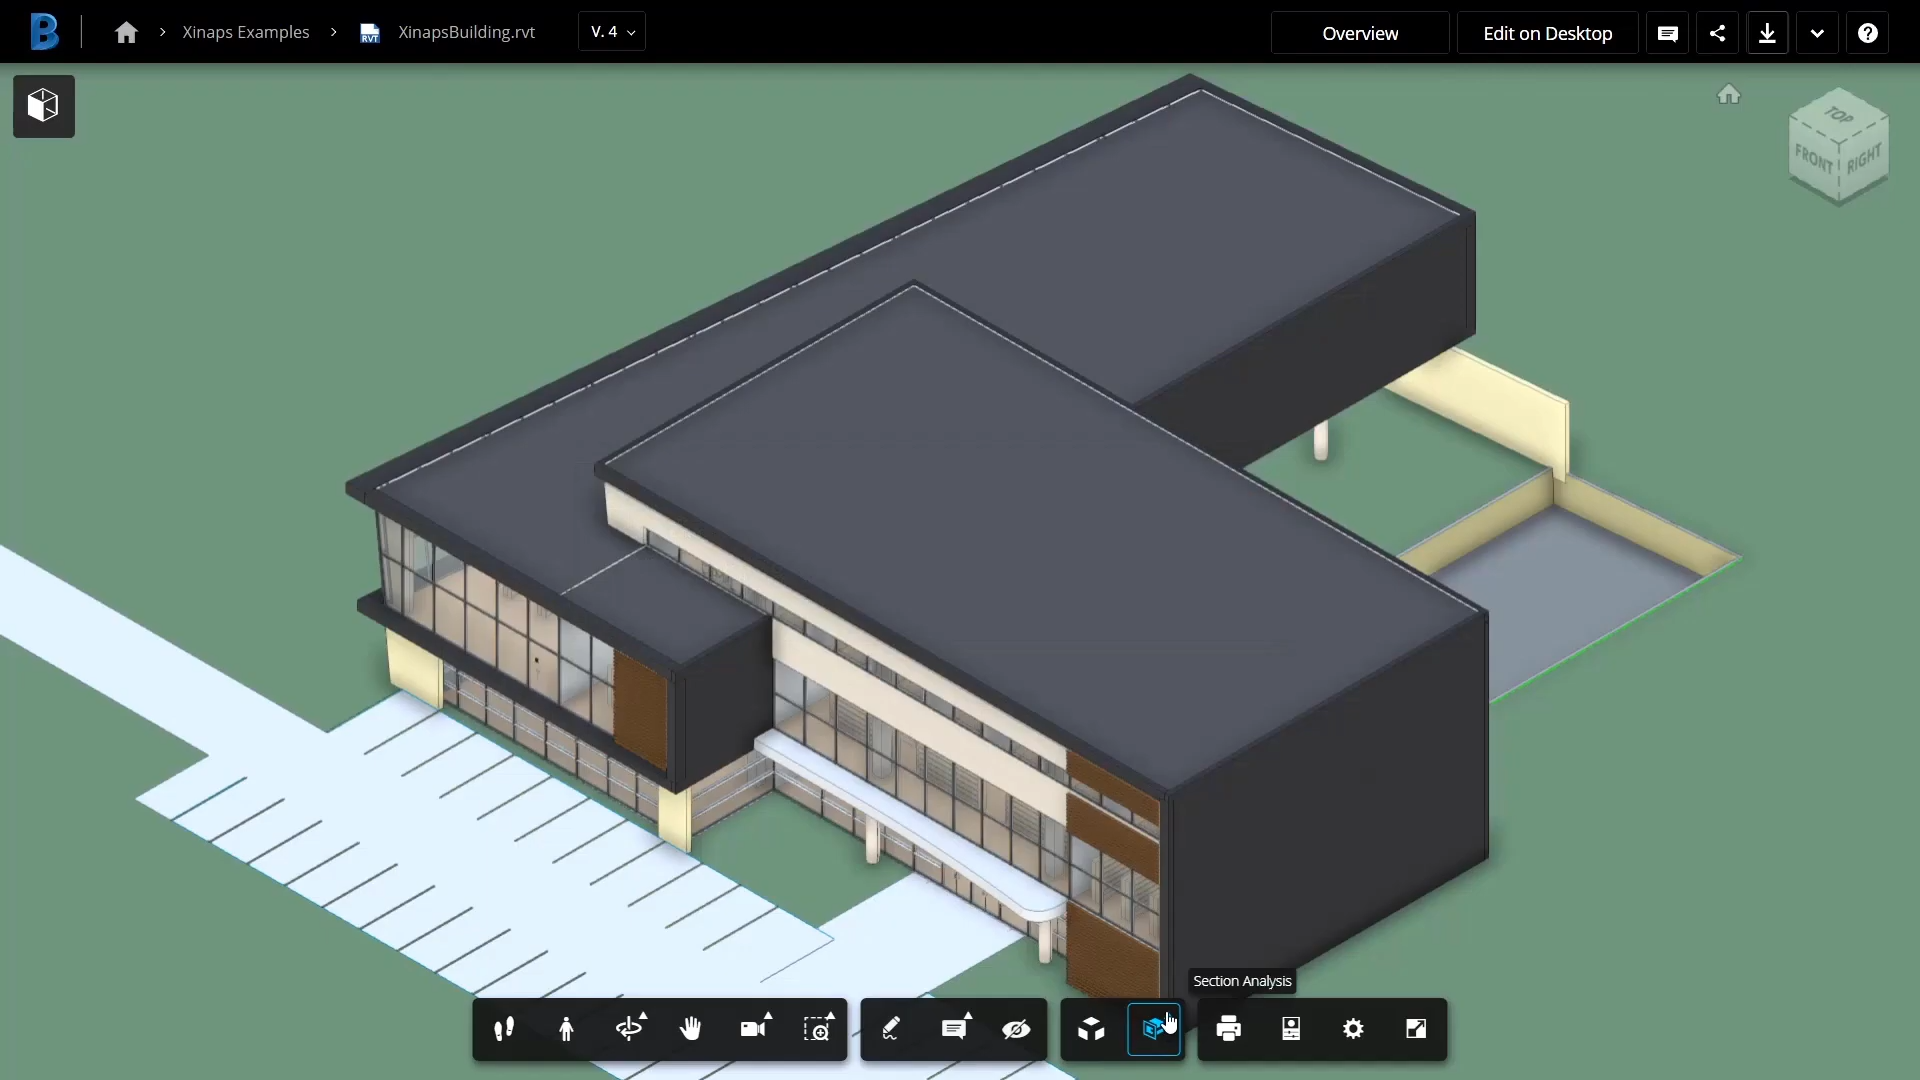 B
Xinaps Examples
RVT
XinapsBuilding.rvt
V. 4
Overview
Edit on Desktop
TOP
FRONT
RIGHT
Section Analysis